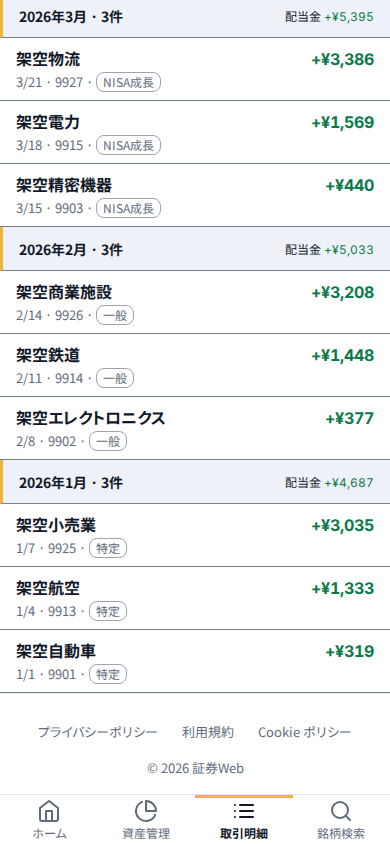 2026年3月・3件 配当金 +¥5,395
架空物流 +¥3,386
3/21・9927・NISA成長
架空電力 +¥1,569
3/18・9915・NISA成長
架空精密機器 +¥440
3/15・9903・NISA成長
2026年2月・3件 配当金 +¥5,033
架空商業施設 +¥3,208
2/14・9926・一般
架空鉄道 +¥1,448
2/11・9914・一般
架空エレクトロニクス +¥377
2/8・9902・一般
2026年1月・3件 配当金 +¥4,687
架空小売業 +¥3,035
1/7・9925・特定
架空航空 +¥1,333
1/4・9913・特定
架空自動車 +¥319
1/1・9901・特定
プライバシーポリシー 利用規約 Cookie ポリシー
© 2026 証券Web
ホーム 資産管理 取引明細 銘柄検索